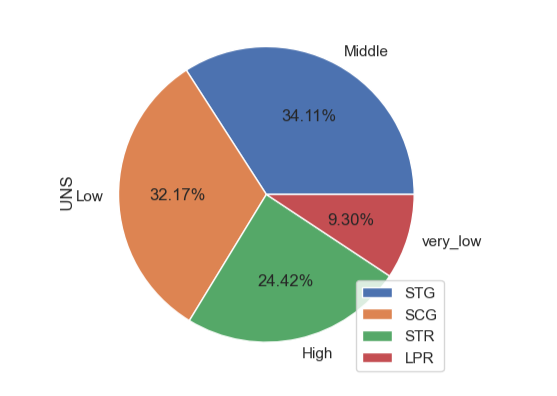 Middle
34.11%
UNS
Low
32.17%
9.30%
very_low
24.42%
High
STG
SCG
STR
LPR